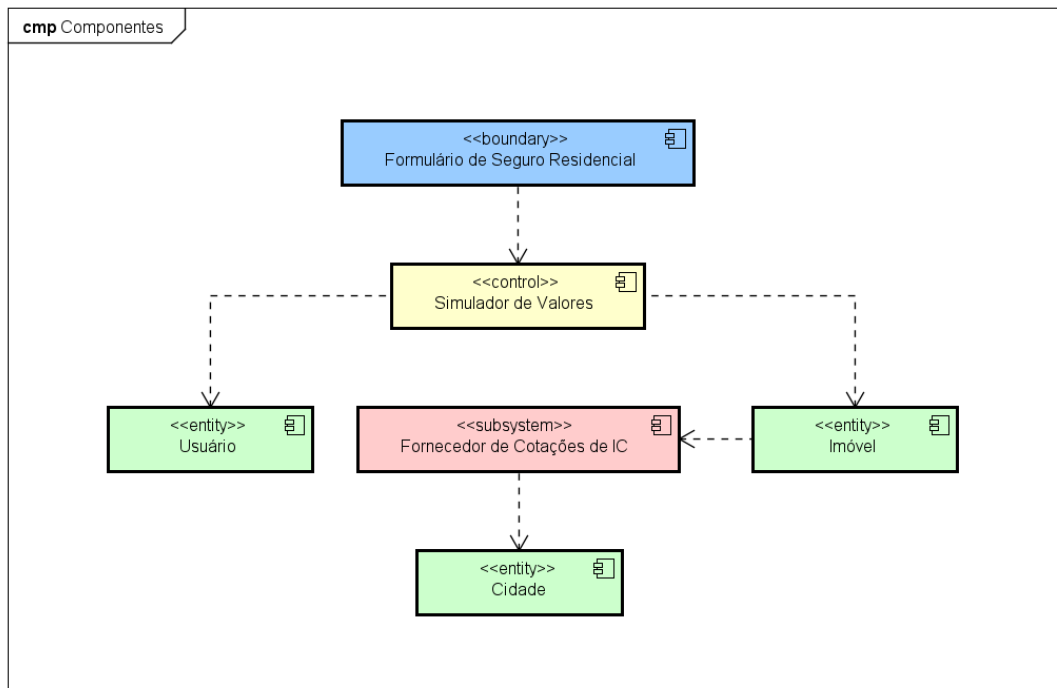 cmp Componentes
<<boundary>>
Formulário de Seguro Residencial
<<control>>
Simulador de Valores
<<entity>>
Usuário
<<subsystem>>
Fornecedor de Cotações de IC
<<entity>>
Imóvel
<<entity>>
Cidade